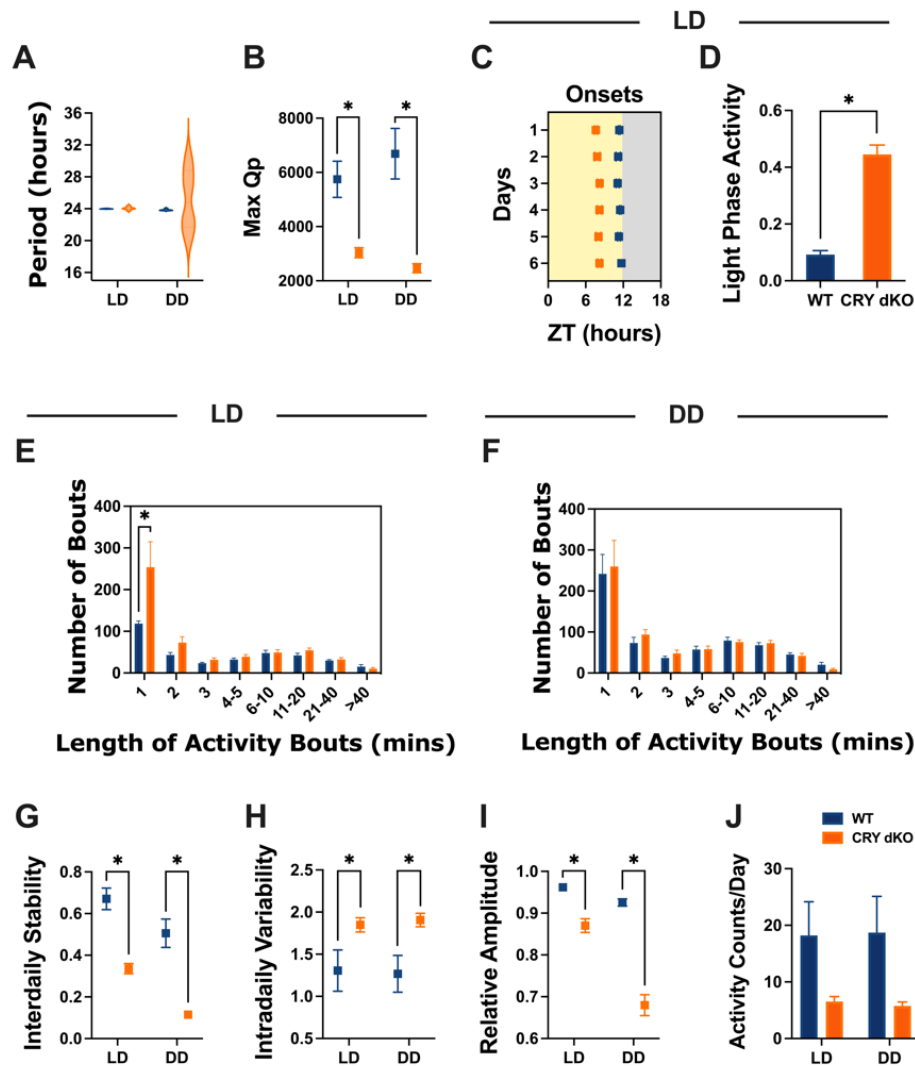 LD
A
B
C
D
Period (hours)
36
32
28
24
20
16
LD
DD
Max Qp
8000
6000
4000
2000
*
*
LD
DD
Onsets
Days
1
2
3
4
5
6
0
6
12
18
ZT (hours)
Light Phase Activity
0.6
0.4
0.2
0.0
*
WT
CRY dKO
LD
DD
E
F
Number of Bouts
400
300
200
100
0
*
1
2
3
4-5
6-10
11-20
21-40
>40
Length of Activity Bouts (mins)
Number of Bouts
400
300
200
100
0
1
2
3
4-5
6-10
11-20
21-40
>40
Length of Activity Bouts (mins)
G
H
I
J
Interdaily Stability
0.8
0.6
0.4
0.2
0.0
*
*
LD
DD
Intradaily Variability
2.5
2.0
1.5
1.0
0.5
*
*
LD
DD
Relative Amplitude
1.0
0.9
0.8
0.7
0.6
*
*
LD
DD
WT
CRY dKO
Activity Counts/Day
30
20
10
0
LD
DD